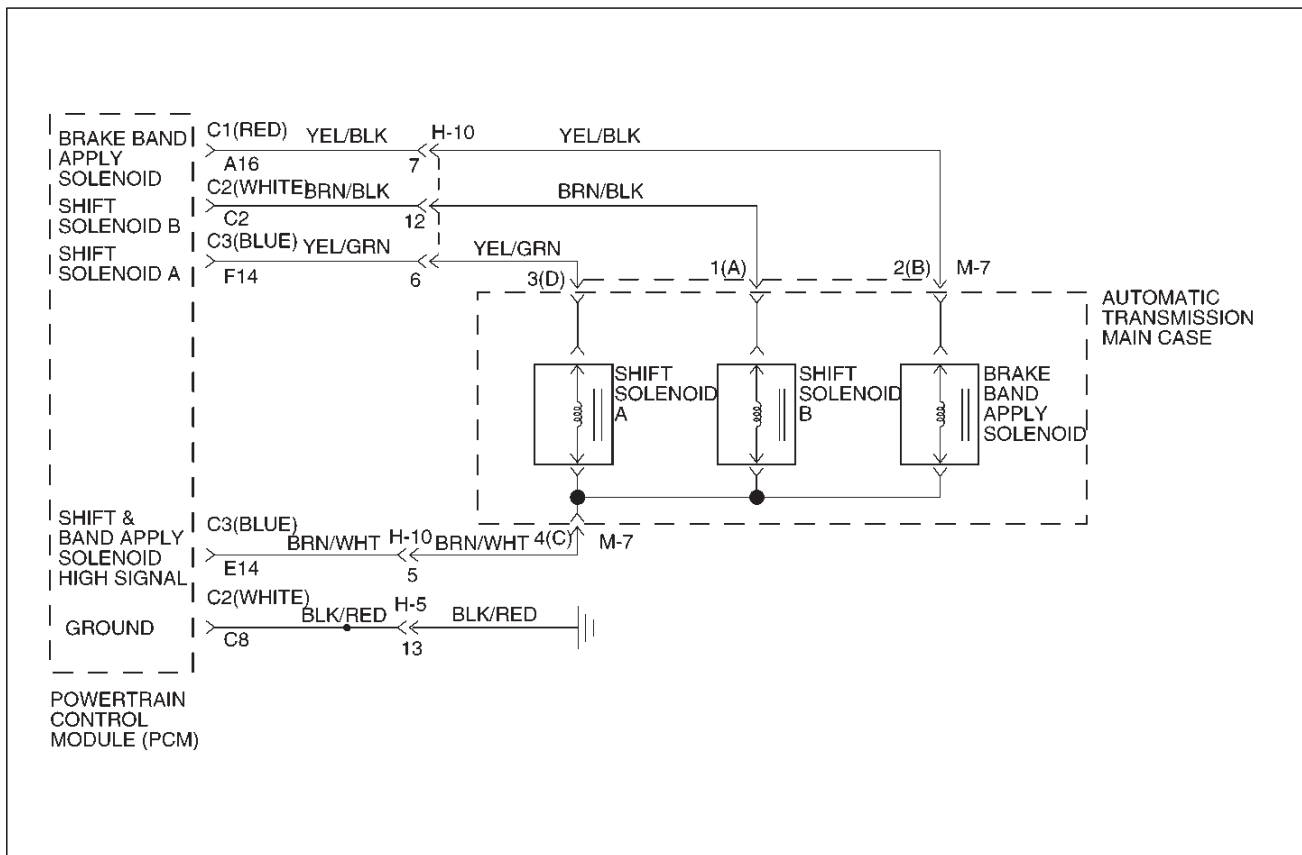 BRAKE BAND
APPLY
SOLENOID
C1(RED)
A16
YEL/BLK
7
H-10
YEL/BLK
SHIFT
SOLENOID B
C2(WHITE)
C2
BRN/BLK
12
BRN/BLK
SHIFT
SOLENOID A
C3(BLUE)
F14
YEL/GRN
6
YEL/GRN
3(D)
1(A)
2(B)
M-7
AUTOMATIC
TRANSMISSION
MAIN CASE
SHIFT
SOLENOID
A
SHIFT
SOLENOID
B
BRAKE
BAND
APPLY
SOLENOID
SHIFT &
BAND APPLY
SOLENOID
HIGH SIGNAL
C3(BLUE)
E14
BRN/WHT
H-10
5
BRN/WHT
4(C)
M-7
GROUND
C2(WHITE)
C8
BLK/RED
H-5
13
BLK/RED
POWERTRAIN
CONTROL
MODULE (PCM)